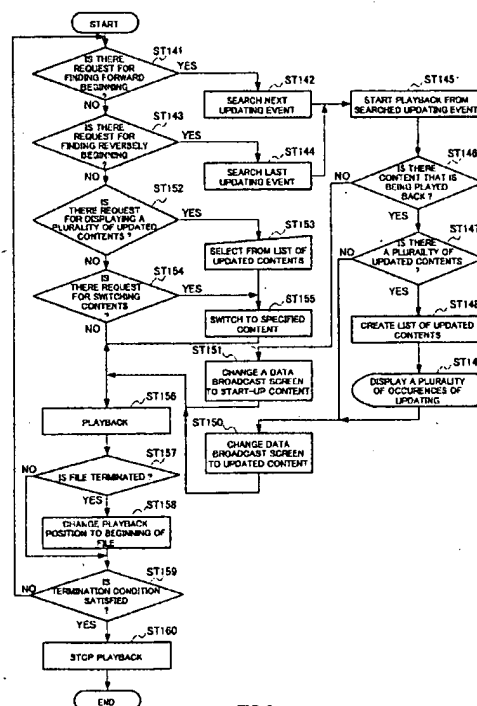 START
ST141
IS THERE
REQUEST FOR
FINDING FORWARD
BEGINNING
?
YES
NO
ST142
SEARCH NEXT
UPDATING EVENT
ST145
START PLAYBACK FROM
SEARCHED UPDATING EVENT
ST143
IS THERE
REQUEST FOR
FINDING REVERSELY
BEGINNING
?
YES
NO
ST144
SEARCH LAST
UPDATING EVENT
ST146
IS THERE
CONTENT THAT IS
BEING PLAYED
BACK ?
NO
YES
ST152
IS
THERE REQUEST
FOR DISPLAYING A
PLURALITY OF UPDATED
CONTENTS ?
YES
NO
ST153
SELECT FROM LIST OF
UPDATED CONTENTS
ST147
IS THERE
A PLURAILTY OF
UPDATED CONTENTS ?
NO
YES
ST154
IS
THERE REQUEST
FOR SWITCHING
CONTENTS ?
YES
NO
ST155
SWITCH TO SPECIFIED
CONTENT
ST148
CREATE LIST OF UPDATED
CONTENTS
ST151
CHANGE A DATA
BROADCAST SCREEN
TO START-UP CONTENT
ST14
DISPLAY A PLURALITY
OF OCCURENCES OF
UPDATING
ST156
PLAYBACK
ST150
CHANGE DATA
BROADCAST SCREEN
TO UPDATED CONTENT
ST157
IS FILE TERMINATED ?
NO
YES
ST158
CHANGE PLAYBACK
POSITION TO BEGINNING OF
FILE
ST159
IS
TERMINATION CONDITION
SATISFIED
?
NO
YES
ST160
STOP PLAYBACK
END